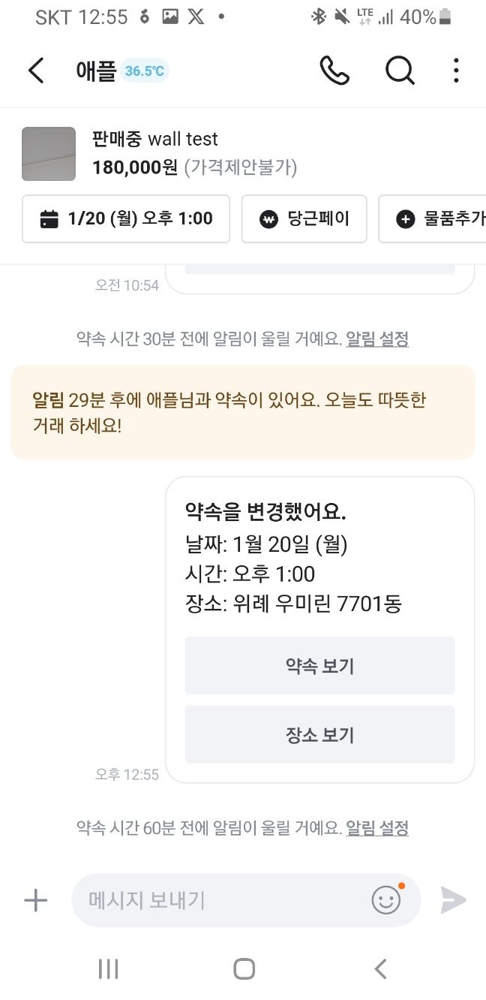 SKT 12:55
LTE 40%
애플 36.5℃
판매중 wall test
180,000원 (가격제안불가)
1/20 (월) 오후 1:00
당근페이
물품추가
오전 10:54
약속 시간 30분 전에 알림이 울릴 거예요. 알림 설정
알림 29분 후에 애플님과 약속이 있어요. 오늘도 따뜻한
거래 하세요!
약속을 변경했어요.
날짜: 1월 20일 (월)
시간: 오후 1:00
장소: 위례 우미린 7701동
약속 보기
장소 보기
오후 12:55
약속 시간 60분 전에 알림이 울릴 거예요. 알림 설정
메시지 보내기